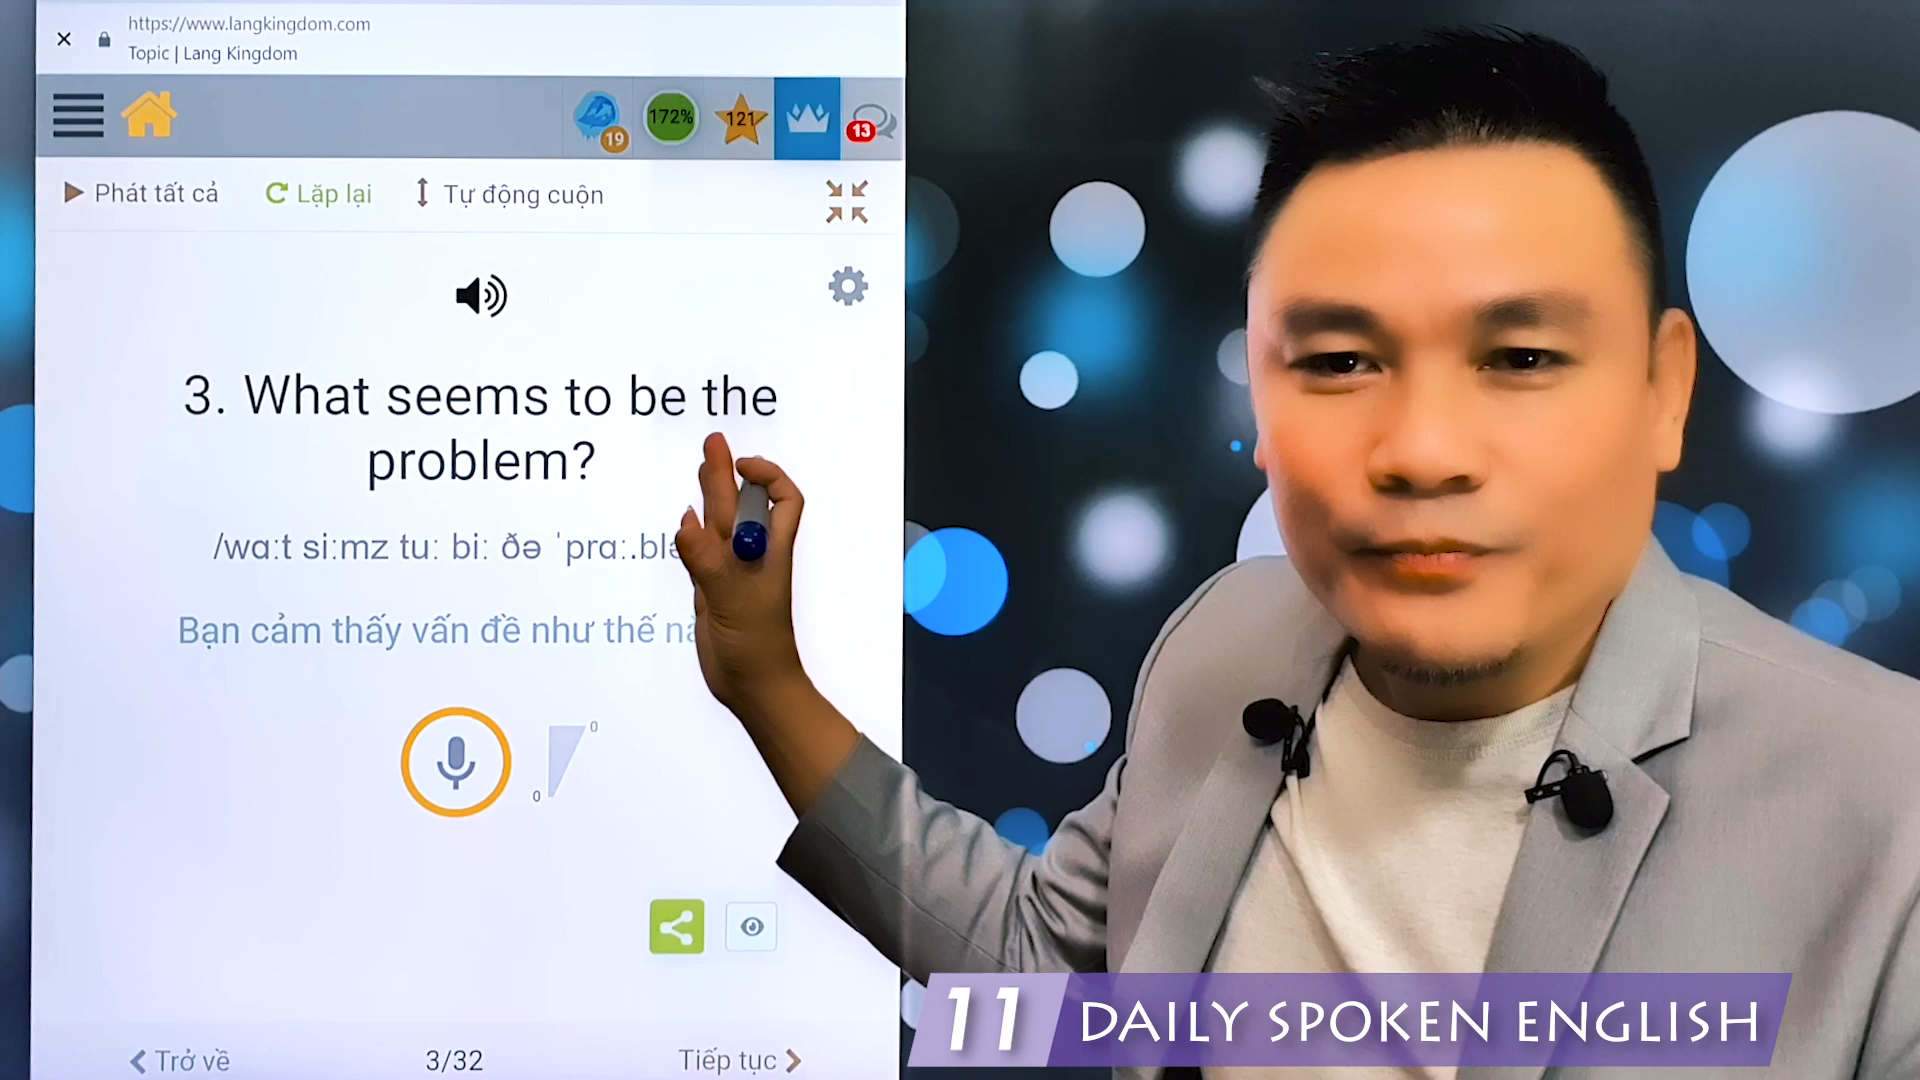 https://www.langkingdom.com
Topic | Lang Kingdom
19
172%
121
13
Phát tất cả
Lặp lại
Tự động cuộn
3. What seems to be the
problem?
/wɑːt siːmz tuː biː ðə ˈprɑː.blə
Bạn cảm thấy vấn đề như thế
0
0
Trở về
3/32
Tiếp tục
11 DAILY SPOKEN ENGLISH